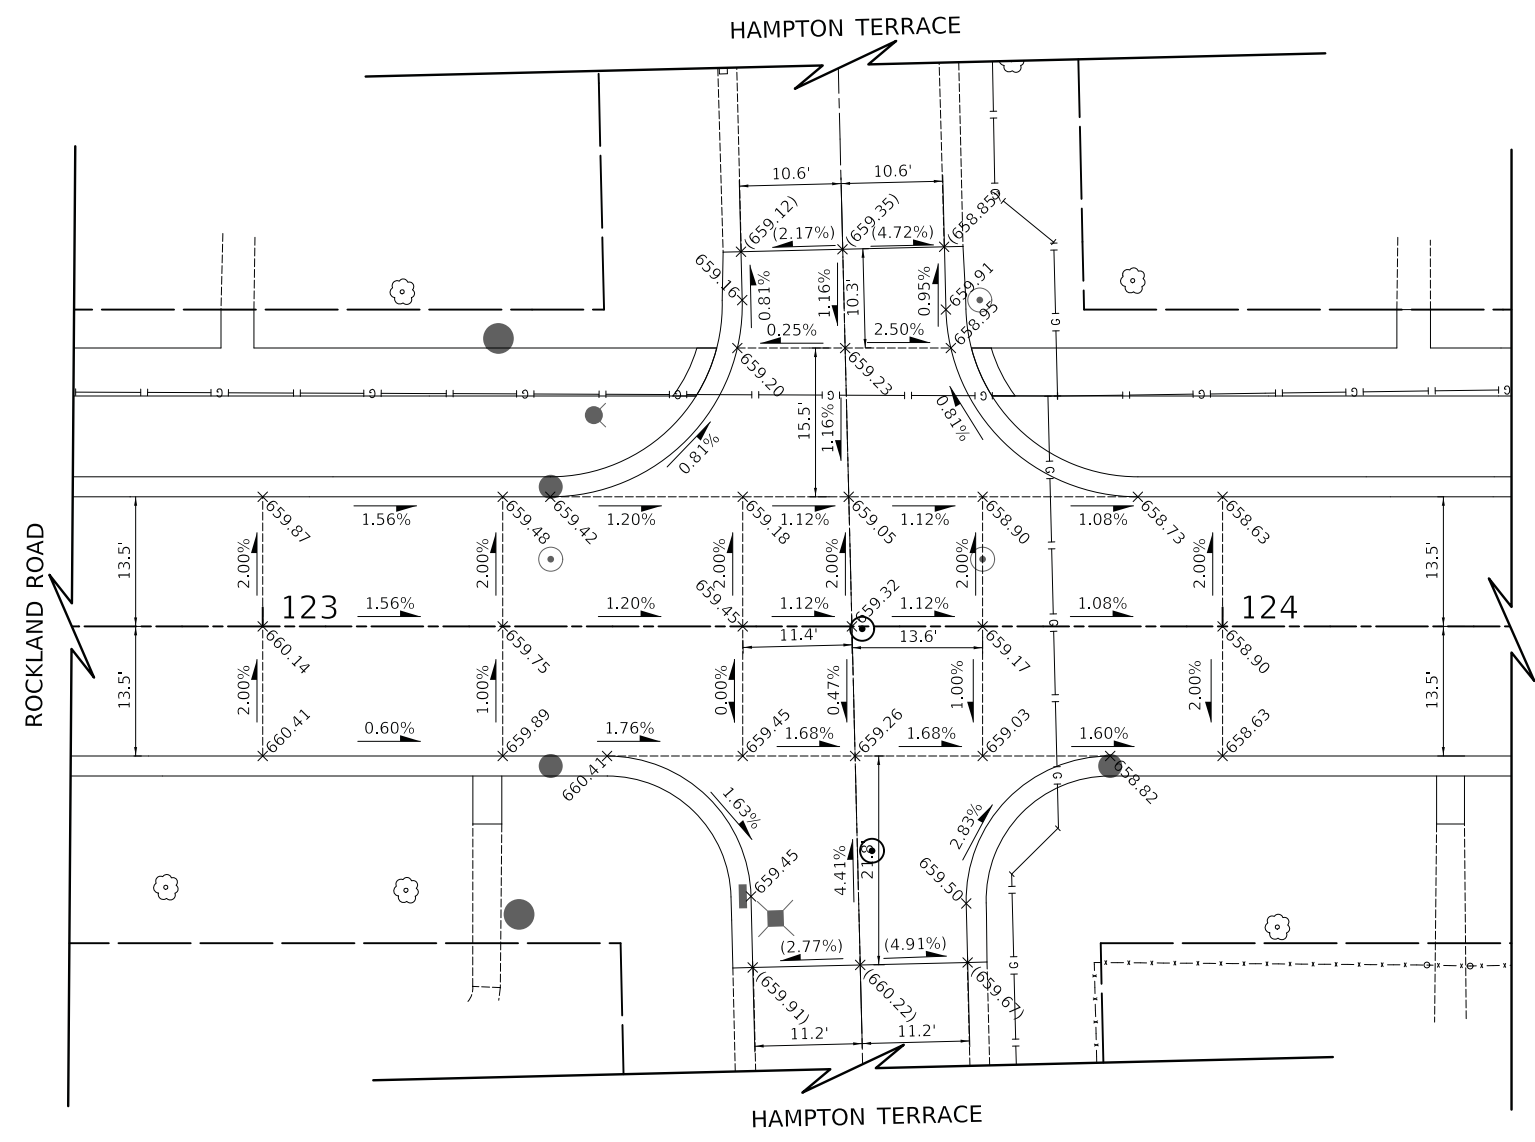 HAMPTON TERRACE
10.6' 10.6'
(659.12) (659.35) (658.85)
(2.17%) (4.72%)
659.16 0.81% 1.16% 10.3' 0.95% 659.91
0.25% 2.50% 658.95
659.20 659.23
G G G G G G G G G G
15.5' 1.16%
0.81% 0.81%
G
G
659.87 1.56% 659.48 659.42 1.20% 659.18 1.12% 659.05 1.12% 658.90 1.08% 658.73 658.63
13.5' 2.00% 2.00% 2.00% 2.00% 2.00% 2.00% 13.5'
ROCKLAND ROAD
123 1.56% 1.20% 659.45 1.12% 659.32 1.12% 1.08% 124
G
11.4' 13.6'
660.14 659.75 659.17 658.90
13.5' 2.00% 1.00% 0.00% 0.47% 1.00% 2.00% 13.5'
660.41 0.60% 659.89 1.76% 659.45 1.68% 659.26 1.68% 659.03 1.60% 658.63
660.41 658.82
G
1.63% 2.83%
4.41%
659.45 659.50
G
(2.77%) (4.91%)
G
(659.91) (660.22) (659.67)
11.2' 11.2'
HAMPTON TERRACE